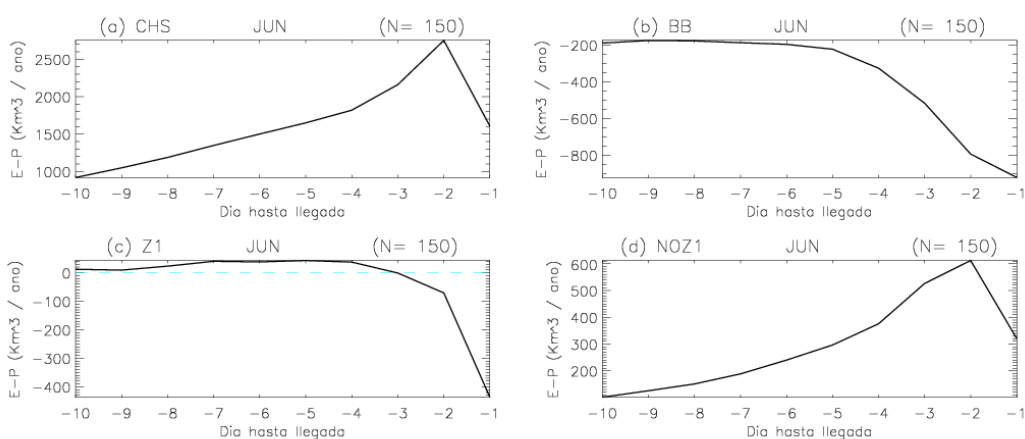 (a) CHS JUN (N= 150)
E-P (Km^3 / ano)
2500
2000
1500
1000
-10 -9 -8 -7 -6 -5 -4 -3 -2 -1
Dia hasta llegada
(b) BB JUN (N= 150)
E-P (Km^3 / ano)
-200
-400
-600
-800
-10 -9 -8 -7 -6 -5 -4 -3 -2 -1
Dia hasta llegada
(c) Z1 JUN (N= 150)
E-P (Km^3 / ano)
0
-100
-200
-300
-400
-10 -9 -8 -7 -6 -5 -4 -3 -2 -1
Dia hasta llegada
(d) NOZ1 JUN (N= 150)
E-P (Km^3 / ano)
600
500
400
300
200
-10 -9 -8 -7 -6 -5 -4 -3 -2 -1
Dia hasta llegada